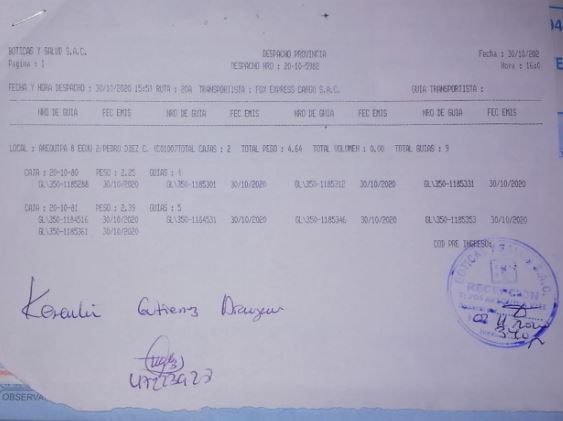 BOTICAS Y SALUD S.A.C. DESPACHO PROVINCIA Fecha : 30/10/202
Pagina : 1 DESPACHO NRO : 20-10-5982 Hora : 16:0
FECHA Y HORA DESPACHO : 30/10/2020 15:51 RUTA : 20A TRANSPORTISTA : FOX EXPRESS CARGO S.A.C. GUIA TRANSPORTISTA :
NRO DE GUIA FEC EMIS NRO DE GUIA FEC EMIS NRO DE GUIA FEC EMIS NRO DE GUIA FEC EMIS
LOCAL : AREQUIPA 8 EEUU 2/PEDRO DIEZ C. TOTAL CAJAS : 2 TOTAL PESO : 4.64 TOTAL VOLUMEN : 0.00 TOTAL GUIAS : 9
CAJA : 20-10-80 PESO : 2.25 GUIAS : 4
GL\350-1185288 30/10/2020 GL\350-1185301 30/10/2020 GL\350-1185312 30/10/2020 GL\350-1185331 30/10/2020
CAJA : 20-10-81 PESO : 2.39 GUIAS : 5
GL\350-1184516 30/10/2020 GL\350-1184531 30/10/2020 GL\350-1185346 30/10/2020 GL\350-1185353 30/10/2020
GL\350-1185361 30/10/2020
COD PRE INGRESO:
RECEPCION
Gutierrez
OBSERVA